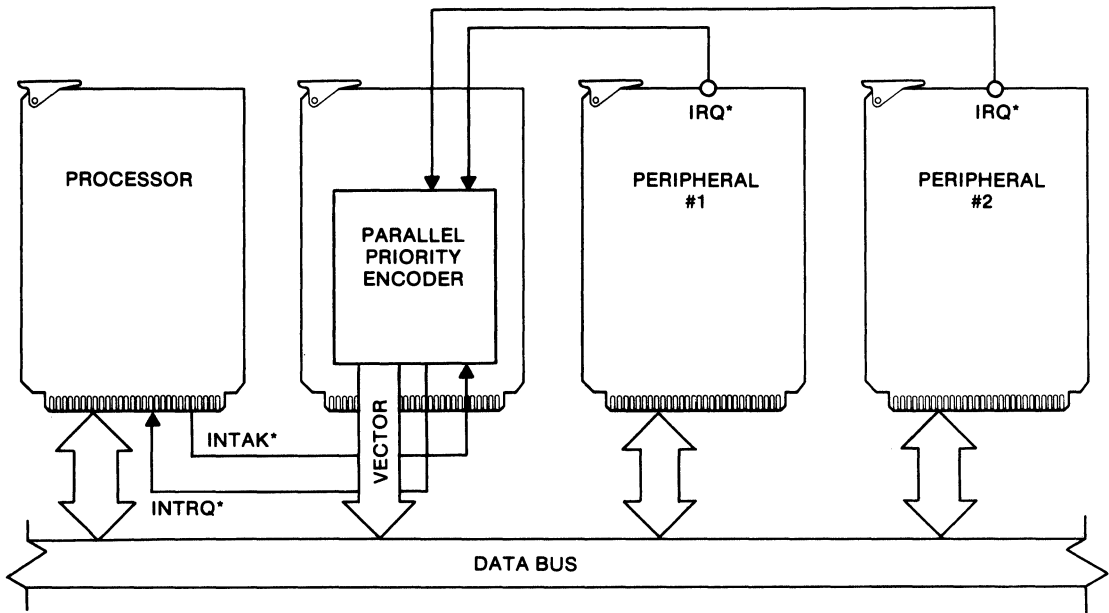 IRQ*
IRQ*
PROCESSOR
PERIPHERAL
#1
PERIPHERAL
#2
PARALLEL
PRIORITY
ENCODER
VECTOR
INTAK*
INTRQ*
DATA BUS